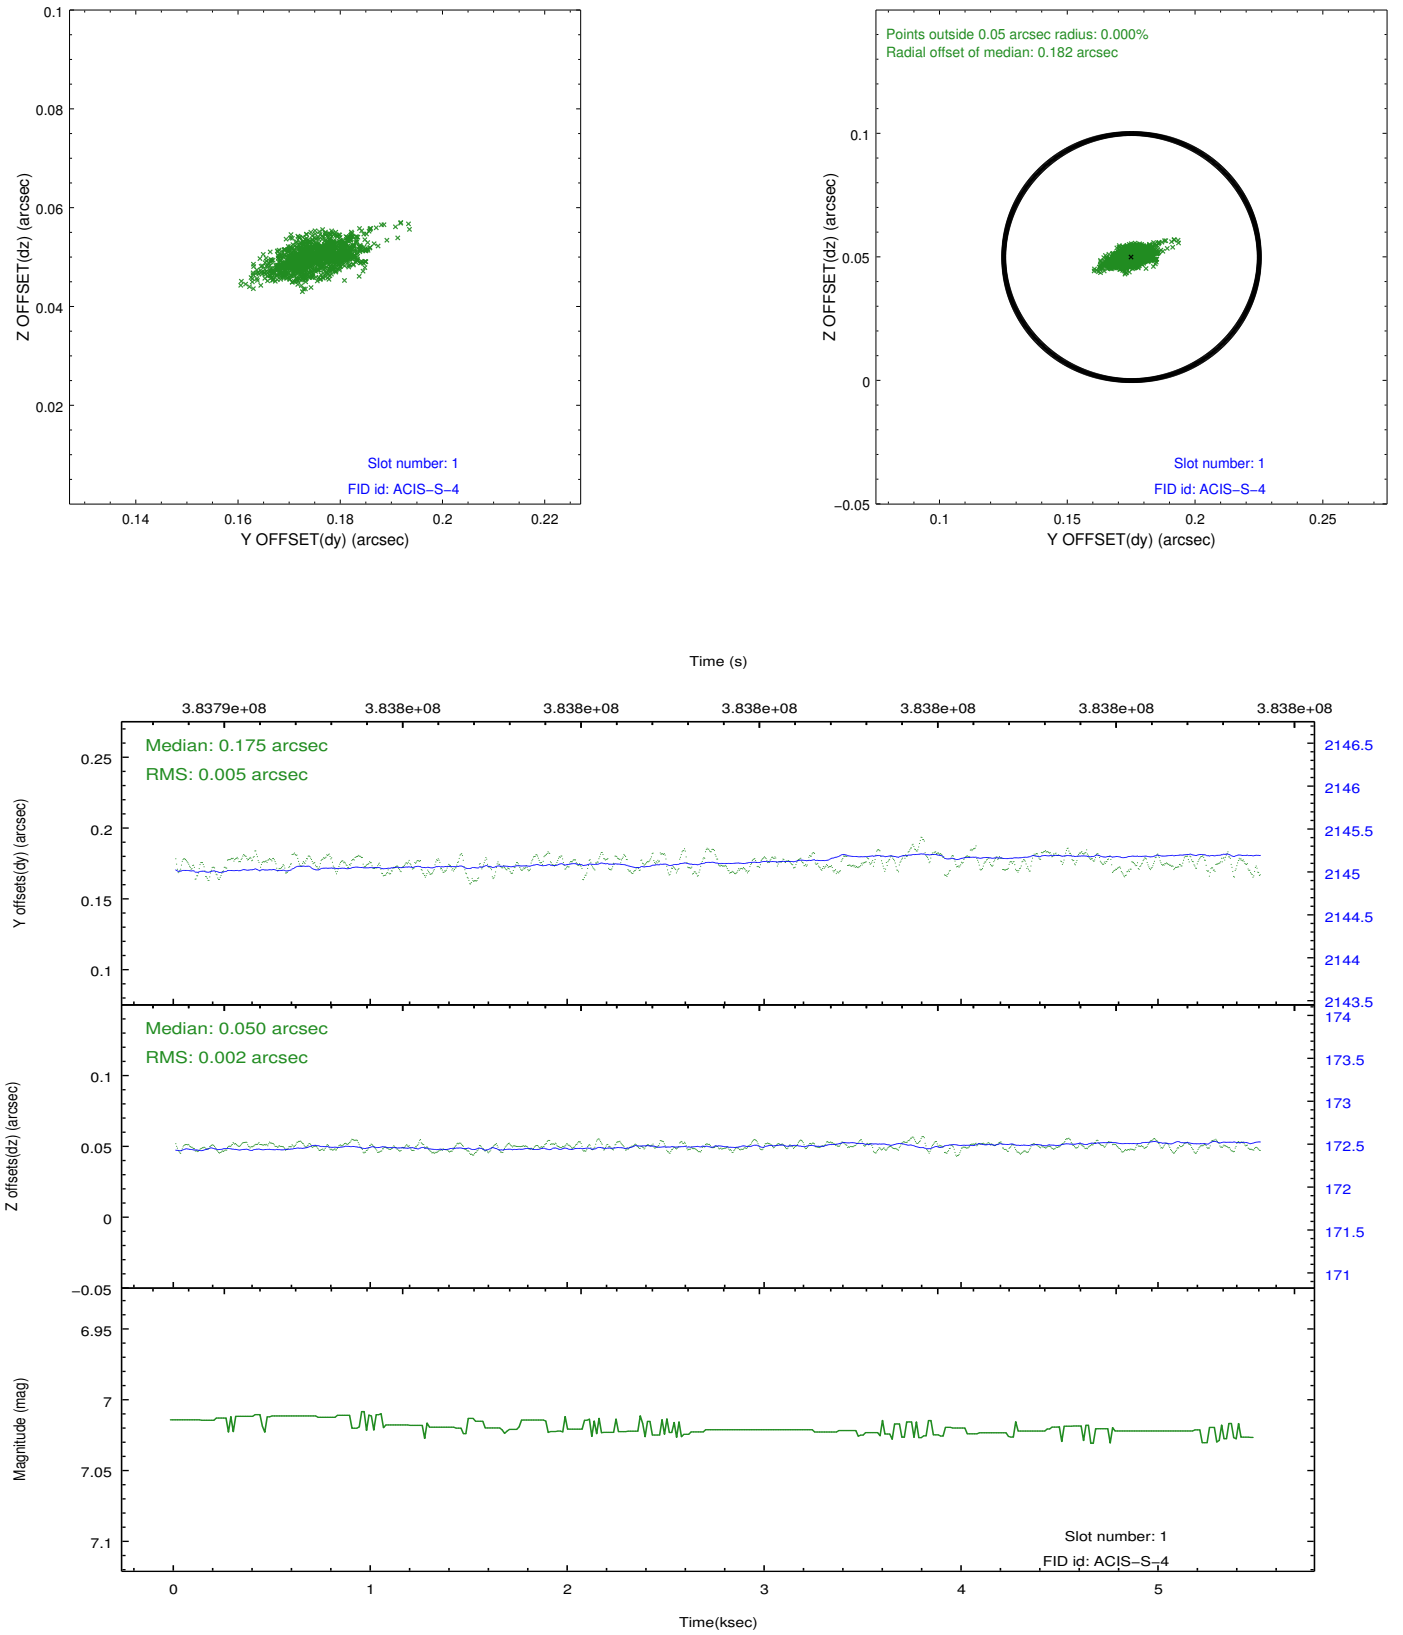 0.1
0.08
0.06
0.04
0.02
Z OFFSET(dz) (arcsec)
Slot number: 1
FID id: ACIS−S−4
0.14 0.16 0.18 0.2 0.22
Y OFFSET(dy) (arcsec)
Points outside 0.05 arcsec radius: 0.000%
Radial offset of median: 0.182 arcsec
0.1
0.05
0
−0.05
Z OFFSET(dz) (arcsec)
Slot number: 1
FID id: ACIS−S−4
0.1 0.15 0.2 0.25
Y OFFSET(dy) (arcsec)
Time (s)
3.8379e+08 3.838e+08 3.838e+08 3.838e+08 3.838e+08 3.838e+08 3.838e+08
Median: 0.175 arcsec
RMS: 0.005 arcsec
0.25
0.2
0.15
0.1
Y offsets(dy) (arcsec)
2146.5
2146
2145.5
2145
2144.5
2144
2143.5
Median: 0.050 arcsec
RMS: 0.002 arcsec
0.1
0.05
0
−0.05
Z offsets(dz) (arcsec)
174
173.5
173
172.5
172
171.5
171
6.95
7
7.05
7.1
Magnitude (mag)
Slot number: 1
FID id: ACIS−S−4
0 1 2 3 4 5
Time(ksec)